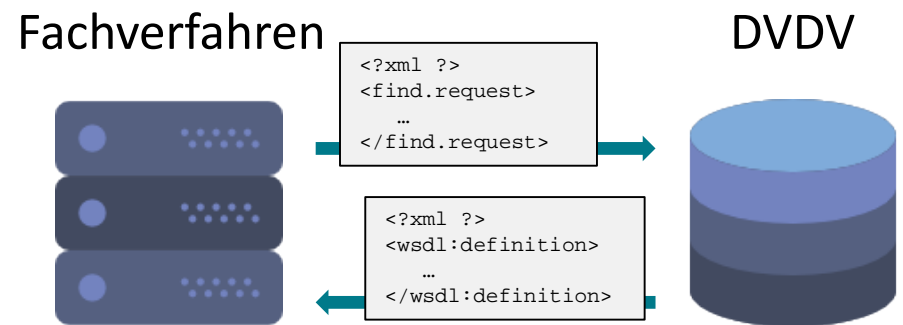 Fachverfahren
DVDV
<?xml ?>
<find.request>
…
</find.request>
<?xml ?>
<wsdl:definition>
…
</wsdl:definition>